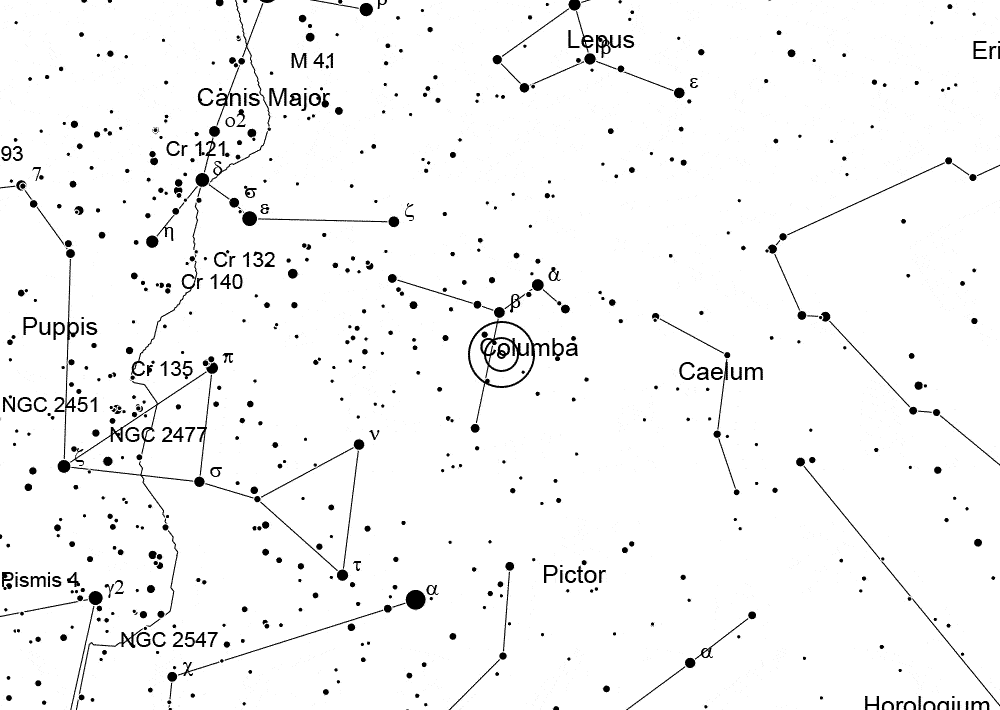 β
Lepus
β
Eri
M 41
ε
Canis Major
ο2
Cr 121
93
7
δ
σ
ε
ζ
η
Cr 132
Cr 140
α
β
Puppis
Columba
π
Cr 135
Caelum
NGC 2451
NGC 2477
ν
ζ
σ
τ
Pictor
Pismis 4
γ2
α
NGC 2547
α
χ
Horologium